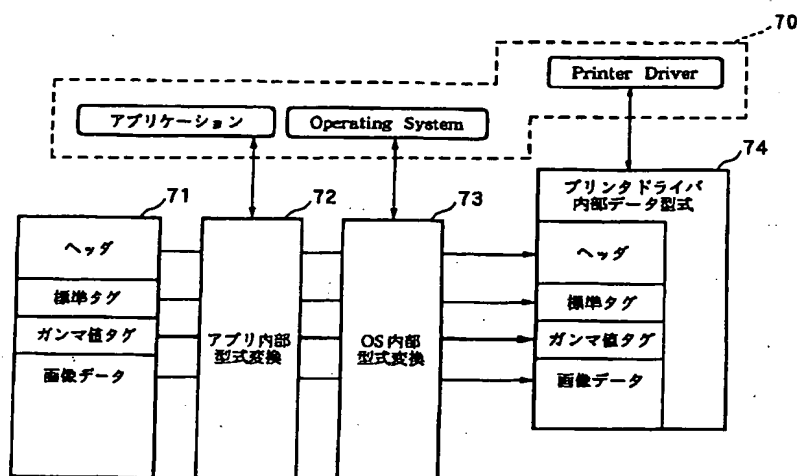 70
Printer Driver
アプリケーション
Operating System
71
72
73
74
プリンタドライバ
内部データ型式
ヘッダ
標準タグ
ガンマ値タグ
画像データ
アプリ内部
型式変換
OS内部
型式変換
ヘッダ
標準タグ
ガンマ値タグ
画像データ